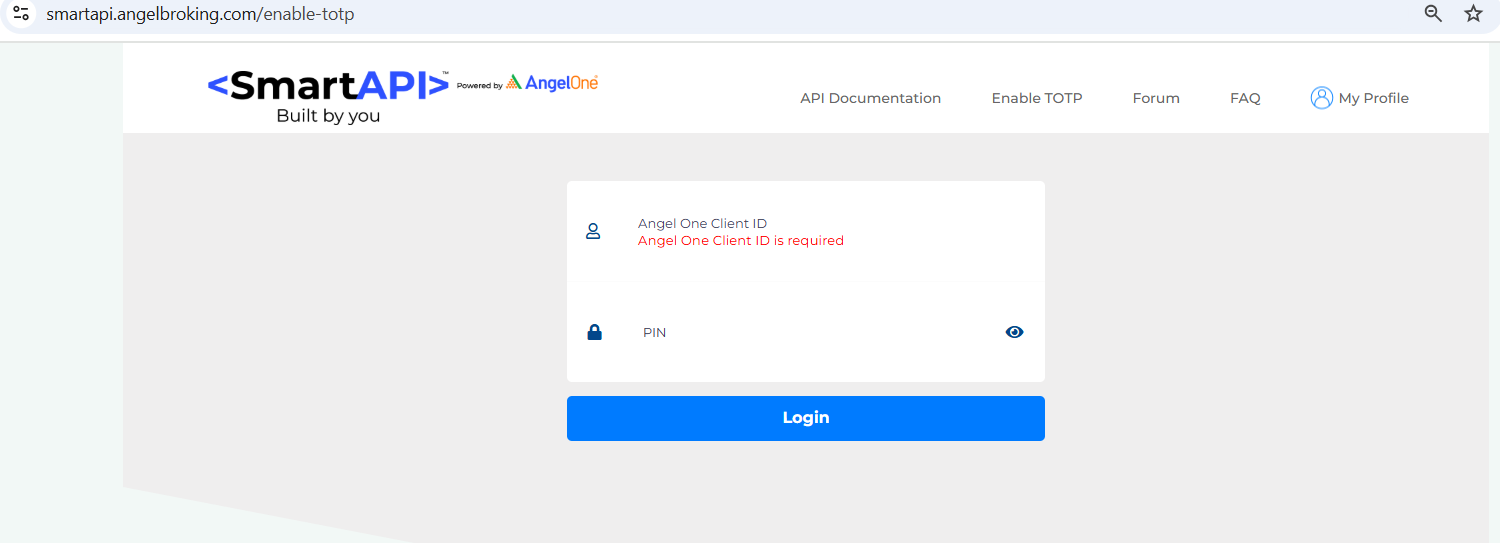 smartapi.angelbroking.com/enable-totp
<SmartAPI>™ Powered by AngelOne
Built by you
API Documentation Enable TOTP Forum FAQ My Profile
Angel One Client ID
Angel One Client ID is required
PIN
Login